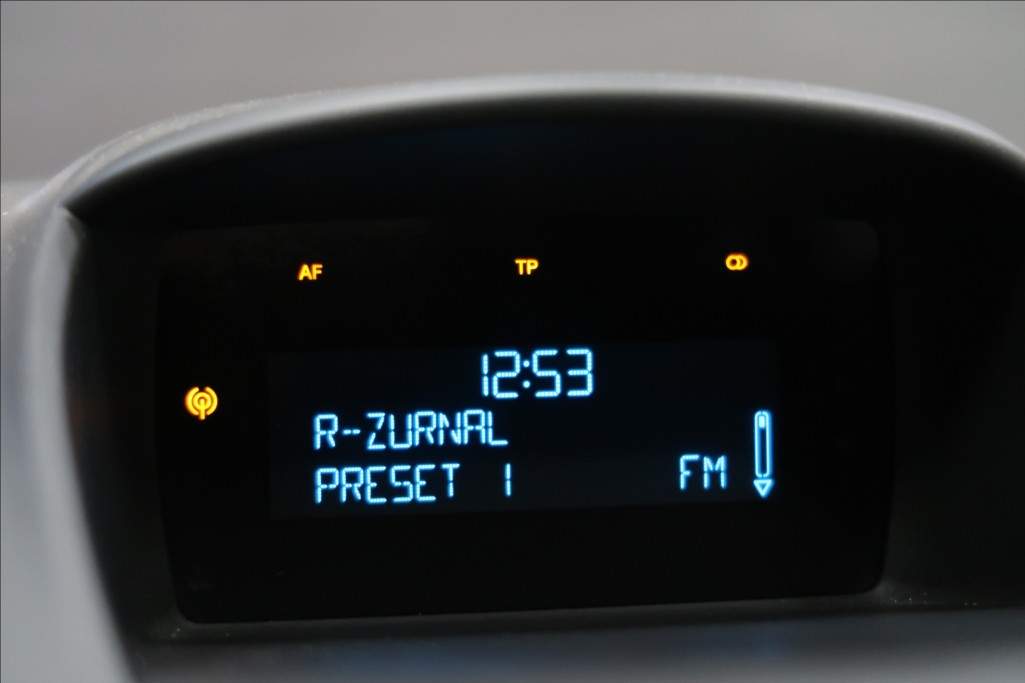 AF TP
12:53
R-ZURNAL
PRESET 1 FM